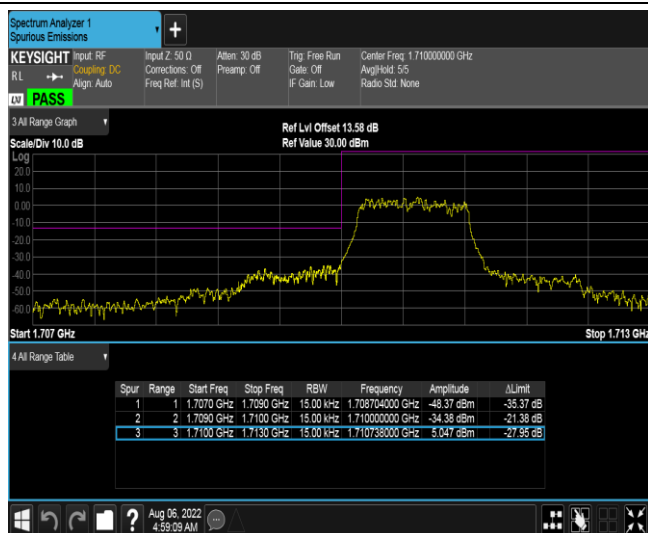 Spectrum Analyzer 1
Spurious Emissions
KEYSIGHT Input: RF Input Z: 50 Ω Atten: 30 dB Trig: Free Run Center Freq: 1.710000000 GHz
Coupling: DC Corrections: Off Preamp: Off Gate: Off Avg|Hold: 5/5
RL Align: Auto Freq Ref: Int (S) IF Gain: Low Radio Std: None
LXI PASS
3 All Range Graph
Ref Lvl Offset 13.58 dB
Scale/Div 10.0 dB Ref Value 30.00 dBm
Log
20.0
10.0
0.00
-10.0
-20.0
-30.0
-40.0
-50.0
-60.0
Start 1.707 GHz Stop 1.713 GHz
4 All Range Table
Spur Range Start Freq Stop Freq RBW Frequency Amplitude ΔLimit
1 1 1.7070 GHz 1.7090 GHz 15.00 kHz 1.708704000 GHz -48.37 dBm -35.37 dB
2 2 1.7090 GHz 1.7100 GHz 15.00 kHz 1.710000000 GHz -34.38 dBm -21.38 dB
3 3 1.7100 GHz 1.7130 GHz 15.00 kHz 1.710738000 GHz 5.047 dBm -27.95 dB
? Aug 06, 2022
4:59:09 AM